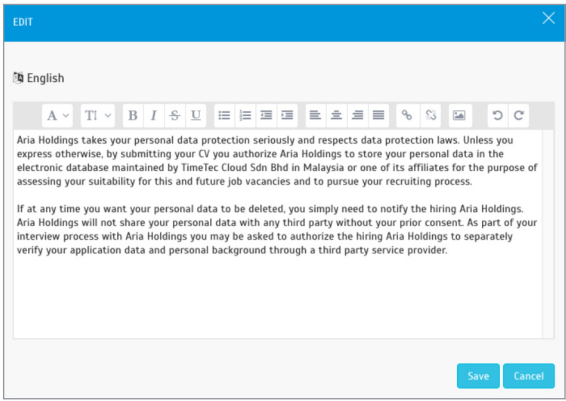 EDIT
English
A
TI
B I S U
Aria Holdings takes your personal data protection seriously and respects data protection laws. Unless you
express otherwise, by submitting your CV you authorize Aria Holdings to store your personal data in the
electronic database maintained by TimeTec Cloud Sdn Bhd in Malaysia or one of its affiliates for the purpose of
assessing your suitability for this and future job vacancies and to pursue your recruiting process.
If at any time you want your personal data to be deleted, you simply need to notify the hiring Aria Holdings.
Aria Holdings will not share your personal data with any third party without your prior consent. As part of your
interview process with Aria Holdings you may be asked to authorize the hiring Aria Holdings to separately
verify your application data and personal background through a third party service provider.
Save Cancel